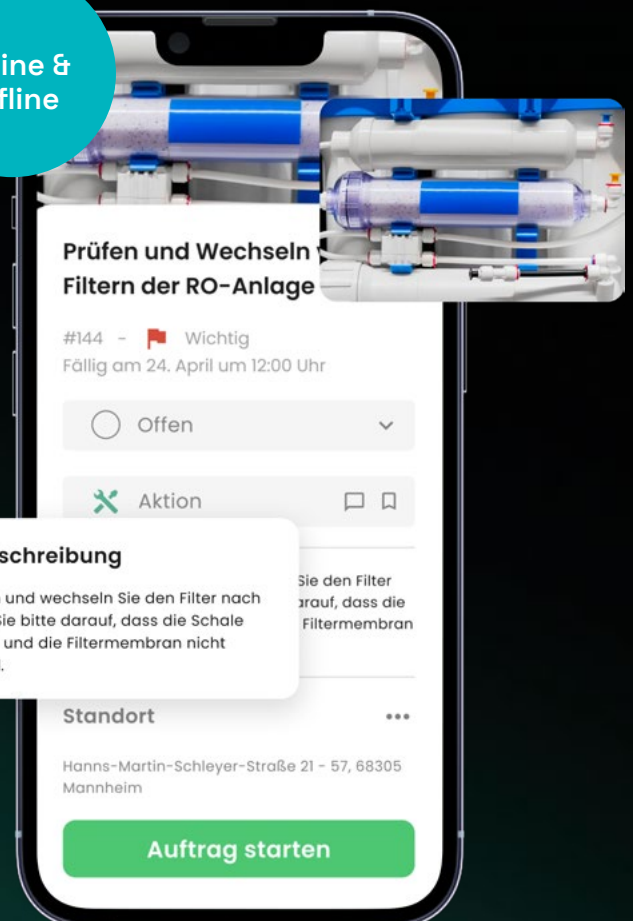 ine &
fline
Prüfen und Wechseln
Filtern der RO-Anlage
#144 - Wichtig
Fällig am 24. April um 12:00 Uhr
Offen
Aktion
schreibung
und wechseln Sie den Filter nach
Sie bitte darauf, dass die Schale
und die Filtermembran nicht
Sie den Filter
arauf, dass die
Filtermembran
Standort
Hanns-Martin-Schleyer-Straße 21 - 57, 68305
Mannheim
Auftrag starten